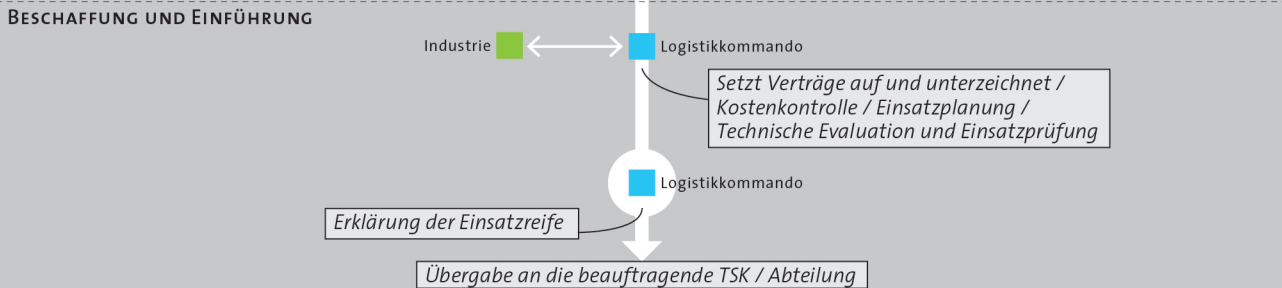 BESCHAFFUNG UND EINFÜHRUNG
Industrie
Logistikkommando
Setzt Verträge auf und unterzeichnet /
Kostenkontrolle / Einsatzplanung /
Technische Evaluation und Einsatzprüfung
Logistikkommando
Erklärung der Einsatzreife
Übergabe an die beauftragende TSK / Abteilung